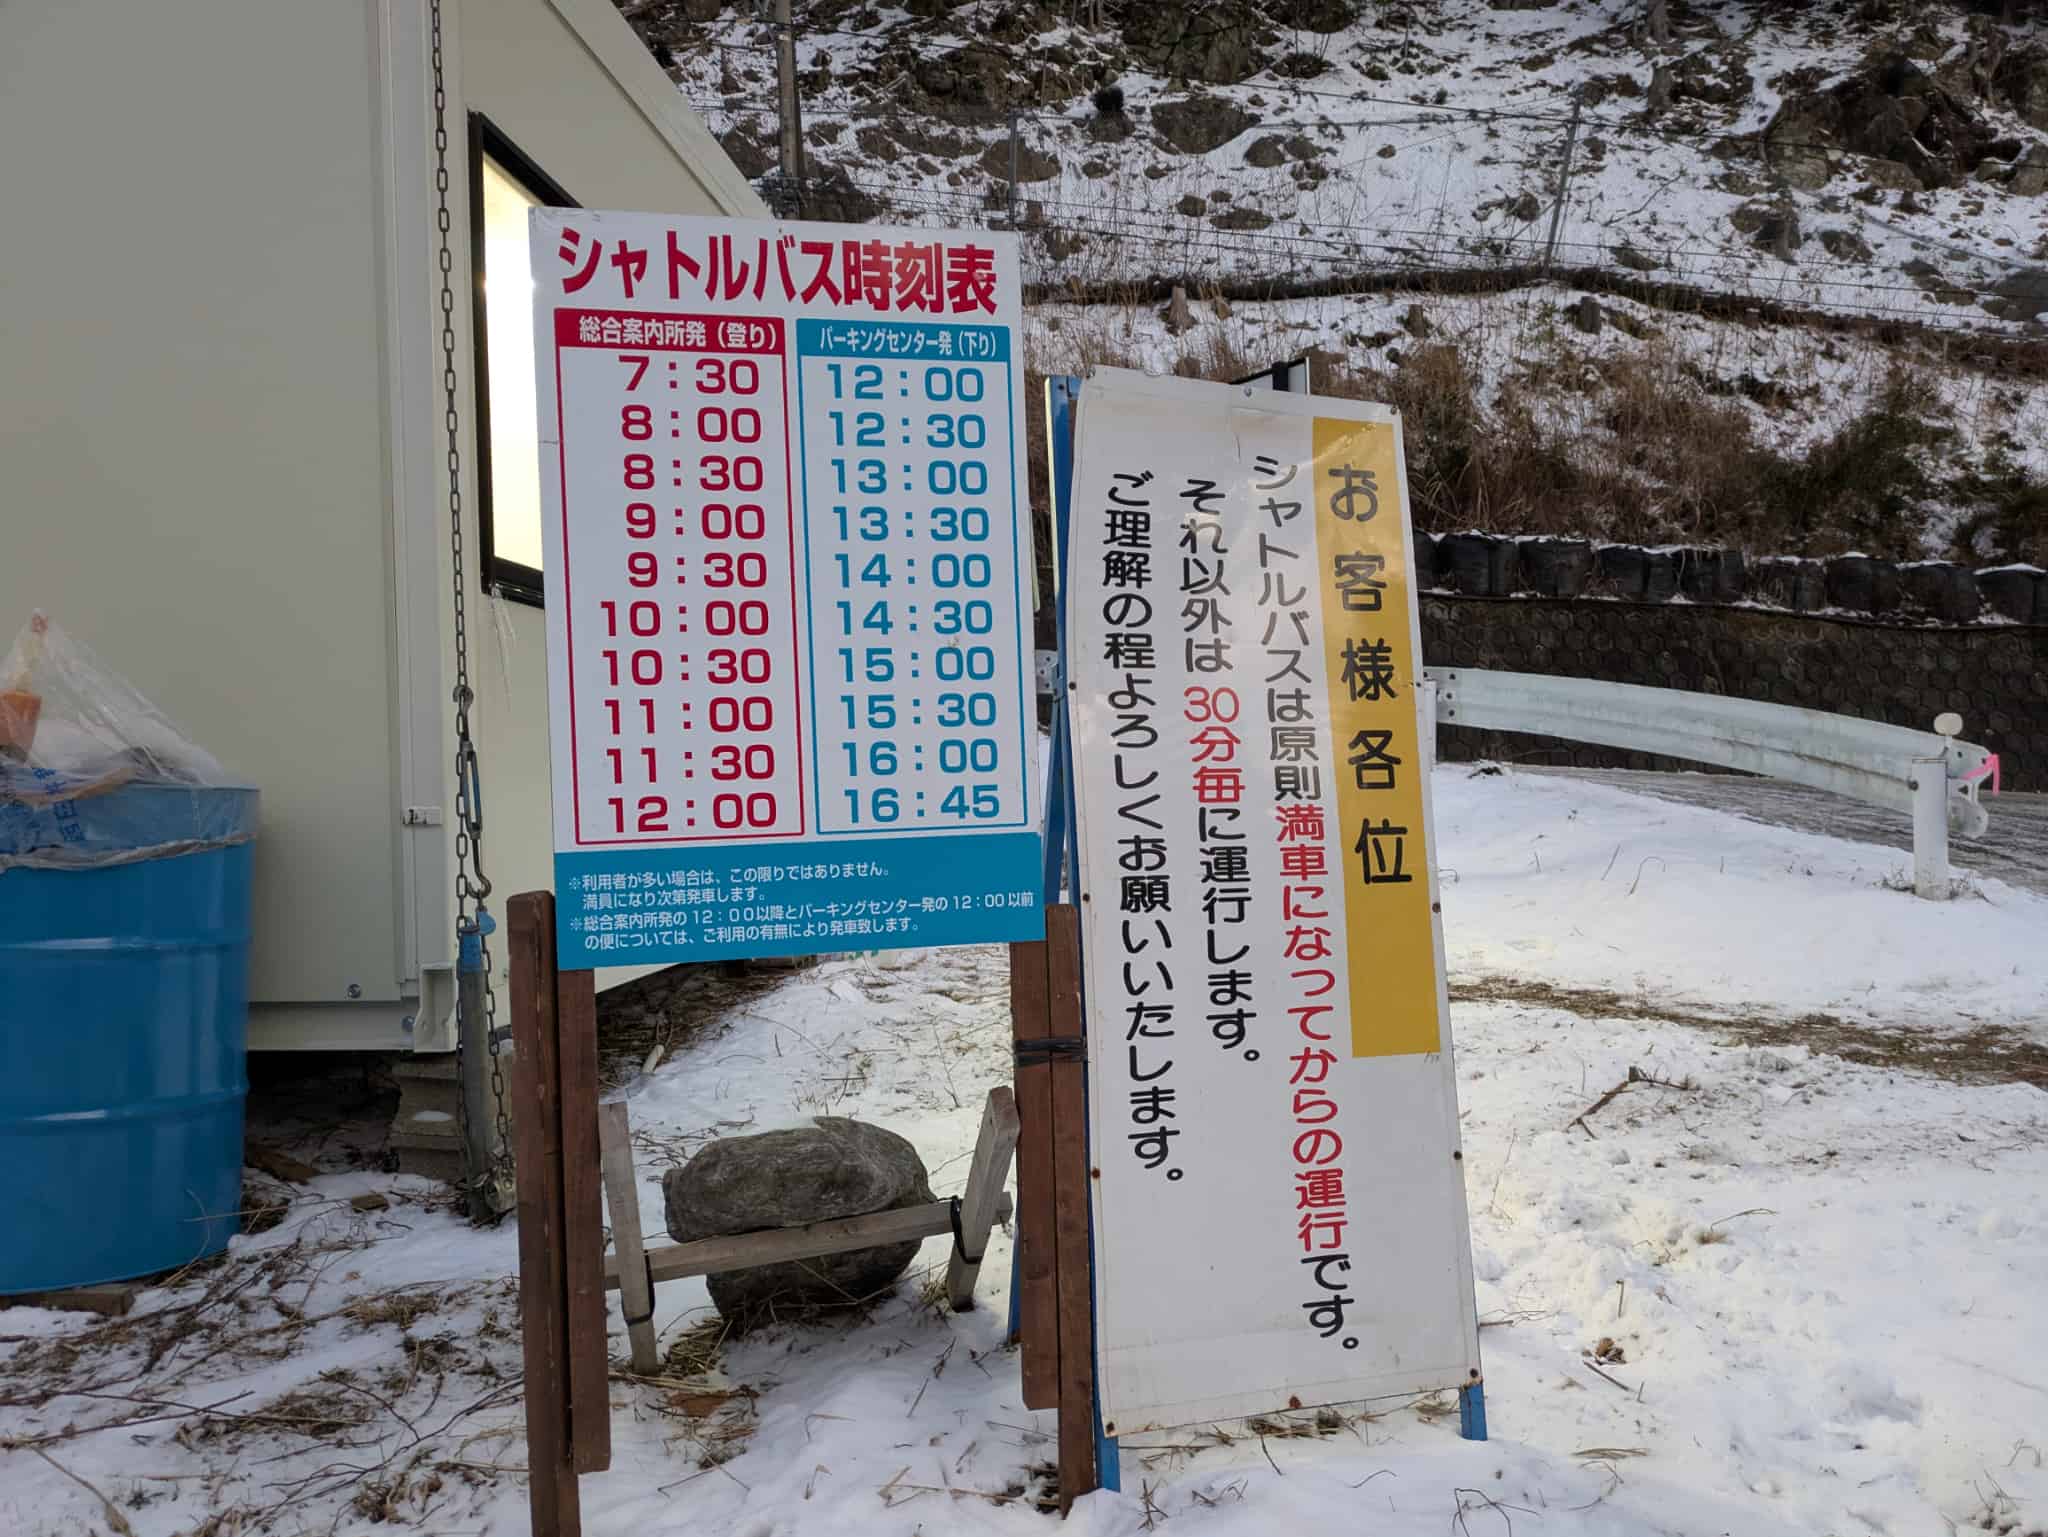 シャトルバス時刻表
総合案内所発（登り）
7：30
8：00
8：30
9：00
9：30
10：00
10：30
11：00
11：30
12：00
パーキングセンター発（下り）
12：00
12：30
13：00
13：30
14：00
14：30
15：00
15：30
16：00
16：45
※利用者が多い場合は、この限りではありません。
満員になり次第発車します。
※総合案内所発の12：00以降とパーキングセンター発の12：00以前
の便については、ご利用の有無により発車致します。
お客様各位
シャトルバスは原則満車になってからの運行です。
それ以外は30分毎に運行します。
ご理解の程よろしくお願いいたします。